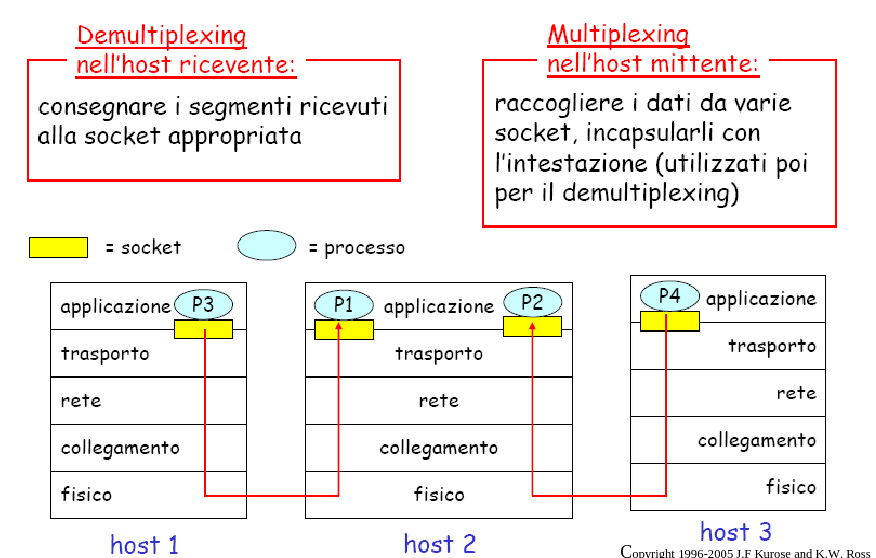 Demultiplexing
nell'host ricevente:
consegnare i segmenti ricevuti
alla socket appropriata
Multiplexing
nell'host mittente:
raccogliere i dati da varie
socket, incapsularli con
l'intestazione (utilizzati poi
per il demultiplexing)
= socket
= processo
applicazione P3
trasporto
rete
collegamento
fisico
host 1
P1 applicazione P2
trasporto
rete
collegamento
fisico
host 2
P4 applicazione
trasporto
rete
collegamento
fisico
host 3
Copyright 1996-2005 J.F Kurose and K.W. Ross